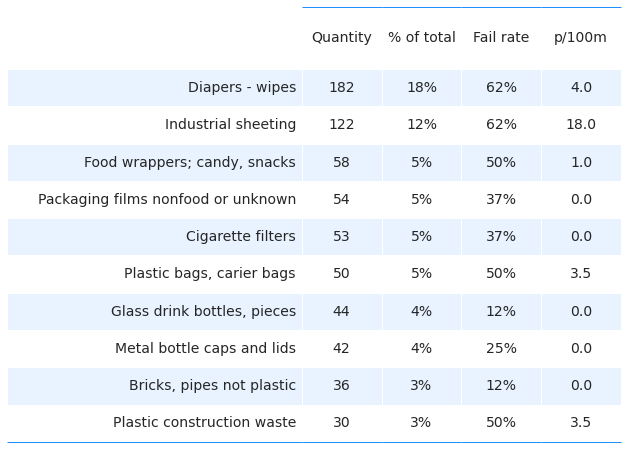 Quantity % of total Fail rate p/100m
Diapers - wipes 182 18% 62% 4.0
Industrial sheeting 122 12% 62% 18.0
Food wrappers; candy, snacks 58 5% 50% 1.0
Packaging films nonfood or unknown 54 5% 37% 0.0
Cigarette filters 53 5% 37% 0.0
Plastic bags, carier bags 50 5% 50% 3.5
Glass drink bottles, pieces 44 4% 12% 0.0
Metal bottle caps and lids 42 4% 25% 0.0
Bricks, pipes not plastic 36 3% 12% 0.0
Plastic construction waste 30 3% 50% 3.5